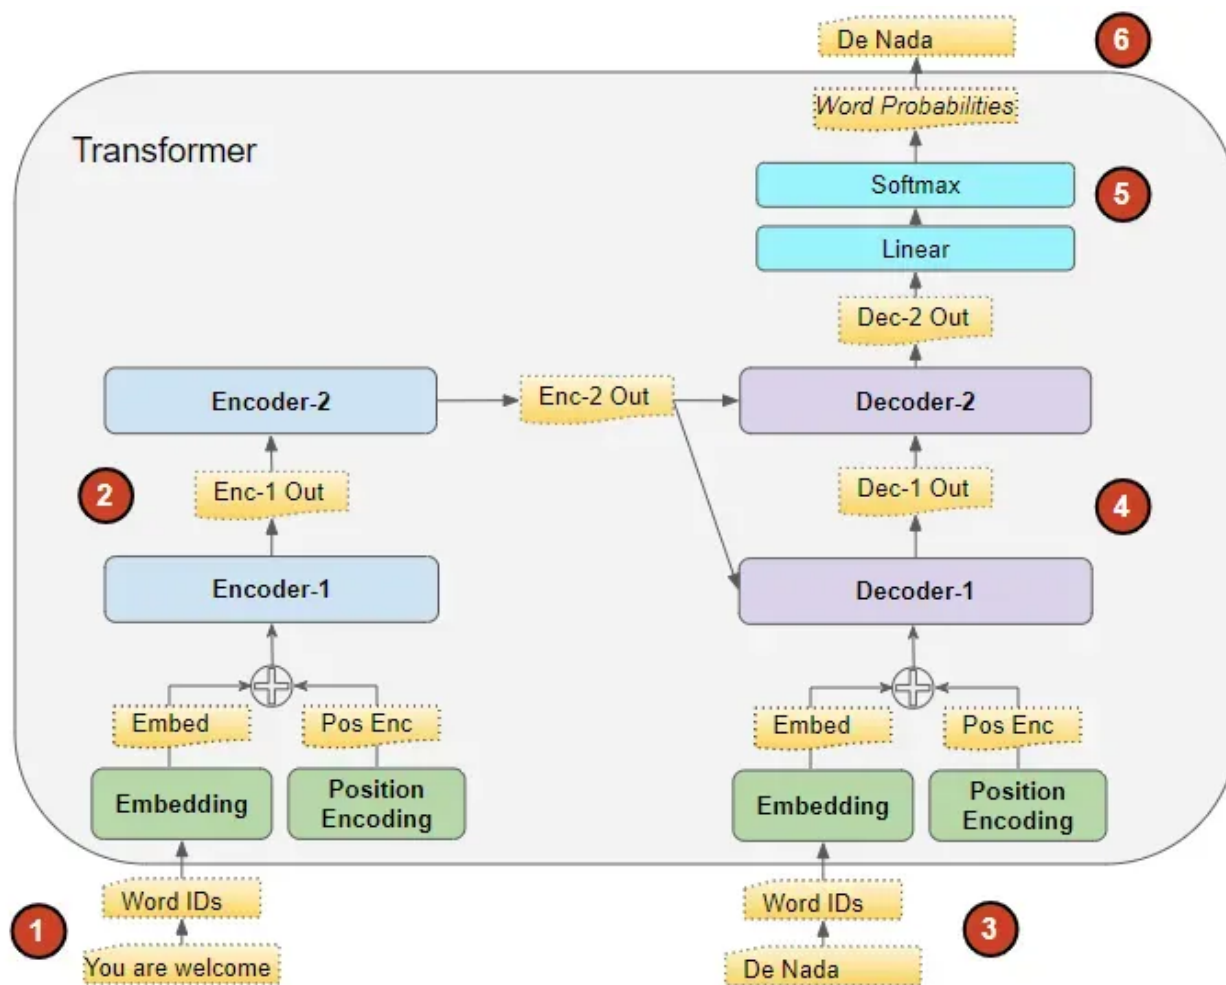 De Nada
6
Word Probabilities
Transformer
Softmax
5
Linear
Dec-2 Out
Encoder-2
Enc-2 Out
Decoder-2
2
Enc-1 Out
Dec-1 Out
4
Encoder-1
Decoder-1
Embed
Pos Enc
Embed
Pos Enc
Embedding
Position
Encoding
Embedding
Position
Encoding
Word IDs
Word IDs
1
3
You are welcome
De Nada